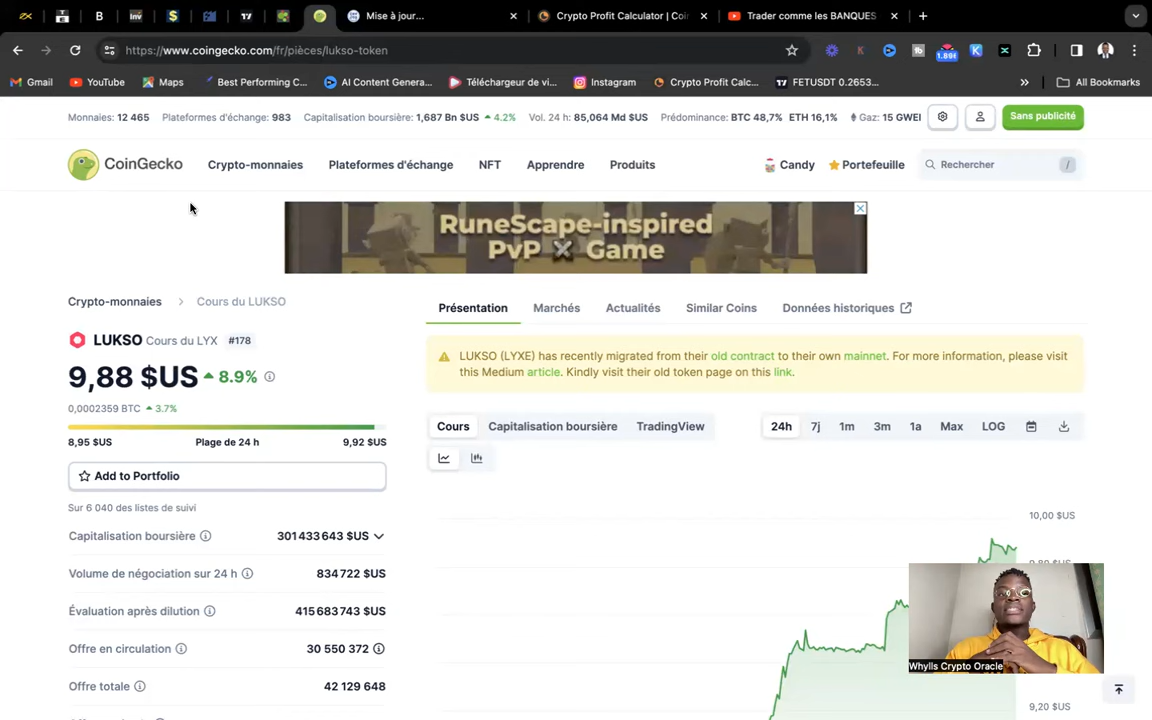 B
inv
Mise à jour...
Crypto Profit Calculator | Coi
Trader comme les BANQUES
https://www.coingecko.com/fr/pièces/lukso-token
1.89€
K
Gmail
YouTube
Maps
Best Performing C...
AI Content Genera...
Téléchargeur de vi...
Instagram
Crypto Profit Calc...
FETUSDT 0.2653...
All Bookmarks
Monnaies: 12 465
Plateformes d'échange: 983
Capitalisation boursière: 1,687 Bn $US 4.2%
Vol. 24 h: 85,064 Md $US
Prédominance: BTC 48,7% ETH 16,1%
Gaz: 15 GWEI
Sans publicité
CoinGecko
Crypto-monnaies
Plateformes d'échange
NFT
Apprendre
Produits
Candy
Portefeuille
Rechercher
/
RuneScape-inspired
PvP Game
Crypto-monnaies
Cours du LUKSO
Présentation
Marchés
Actualités
Similar Coins
Données historiques
LUKSO Cours du LYX #178
9,88 $US 8.9%
0,0002359 BTC 3.7%
8,95 $US
Plage de 24 h
9,92 $US
Add to Portfolio
Sur 6 040 des listes de suivi
Capitalisation boursière
301 433 643 $US
Volume de négociation sur 24 h
834 722 $US
Évaluation après dilution
415 683 743 $US
Offre en circulation
30 550 372
Offre totale
42 129 648
LUKSO (LYXE) has recently migrated from their old contract to their own mainnet. For more information, please visit
this Medium article. Kindly visit their old token page on this link.
Cours
Capitalisation boursière
TradingView
24h
7j
1m
3m
1a
Max
LOG
10,00 $US
9,20 $US
Whylls Crypto Oracle